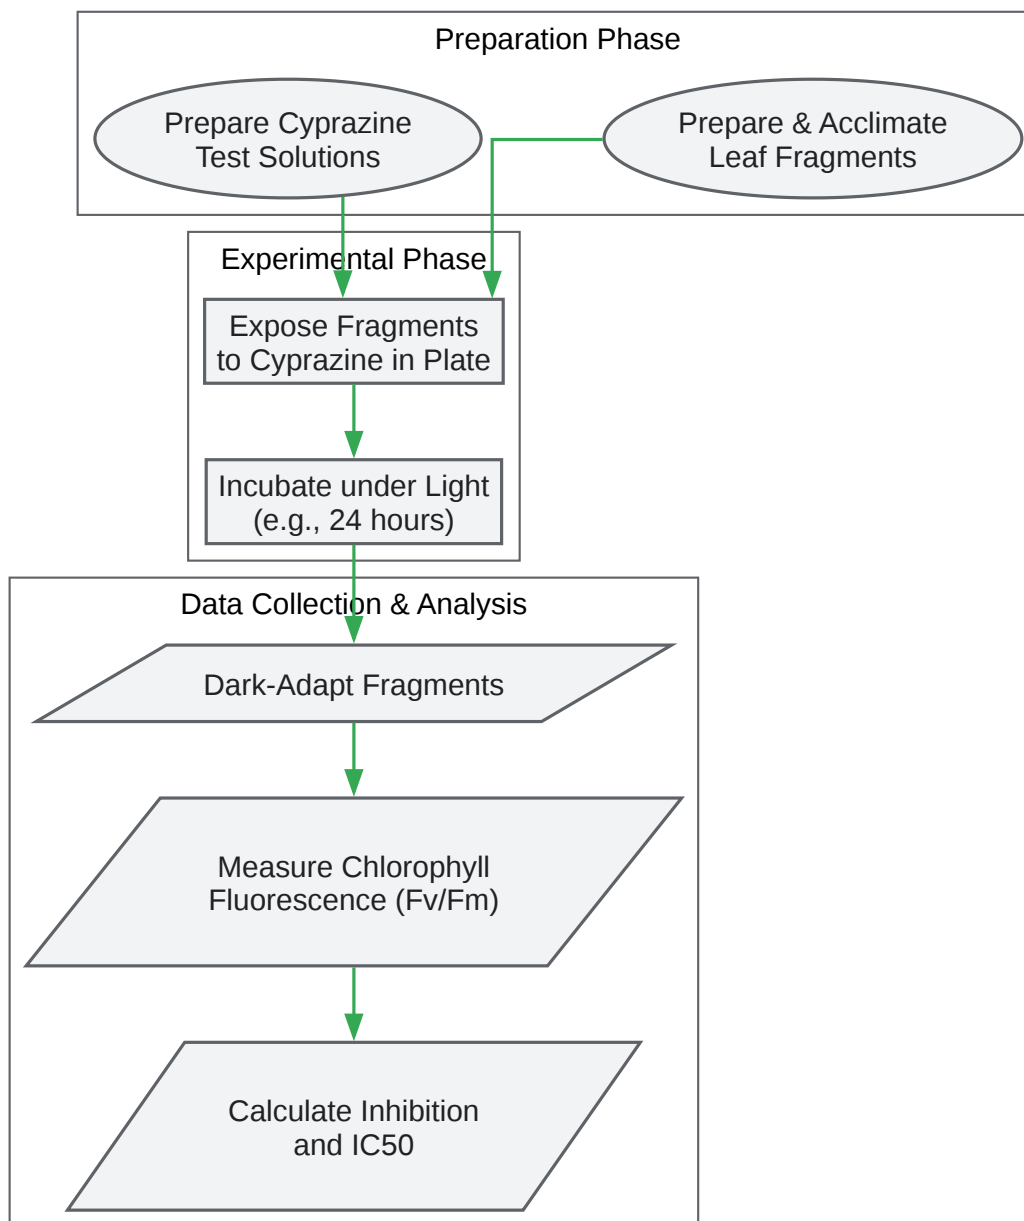 Preparation Phase
Prepare Cyprazine
Test Solutions
Prepare & Acclimate
Leaf Fragments
Experimental Phase
Expose Fragments
to Cyprazine in Plate
Incubate under Light
(e.g., 24 hours)
Data Collection & Analysis
Dark-Adapt Fragments
Measure Chlorophyll
Fluorescence (Fv/Fm)
Calculate Inhibition
and IC50